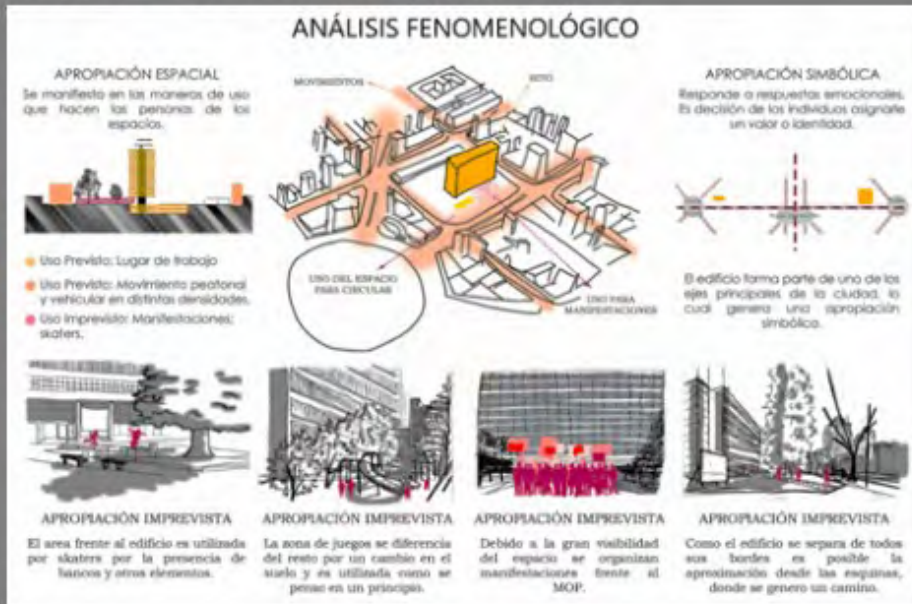 ANÁLISIS FENOMENOLÓGICO
APROPIACIÓN ESPACIAL
Se manifiesta en las maneras de uso
que hacen las personas de los
espacios.
Uso Previsto: Lugar de trabajo
Uso Previsto: Movimiento peatonal
y vehicular en distintas densidades.
Uso Imprevisto: Manifestaciones;
skaters.
MOVIMIENTOS
HITO
USO DEL ESPACIO
PARA CIRCULAR
USO PARA
MANIFESTACIONES
APROPIACIÓN SIMBÓLICA
Responde a respuestas emocionales.
Es decisión de los individuos asignarle
un valor o identidad.
El edificio forma parte de uno de los
ejes principales de la ciudad, lo
cual genera una apropiación
simbólica.
APROPIACIÓN IMPREVISTA
El area frente al edificio es utilizada
por skaters por la presencia de
bancos y otros elementos.
APROPIACIÓN IMPREVISTA
La zona de juegos se diferencia
del resto por un cambio en el
suelo y es utilizada como se
penso en un principio.
APROPIACIÓN IMPREVISTA
Debido a la gran visibilidad
del espacio se organizan
manifestaciones frente al
MOP.
APROPIACIÓN IMPREVISTA
Como el edificio se separa de todos
sus bordes es posible la
aproximación desde las esquinas,
donde se genero un camino.